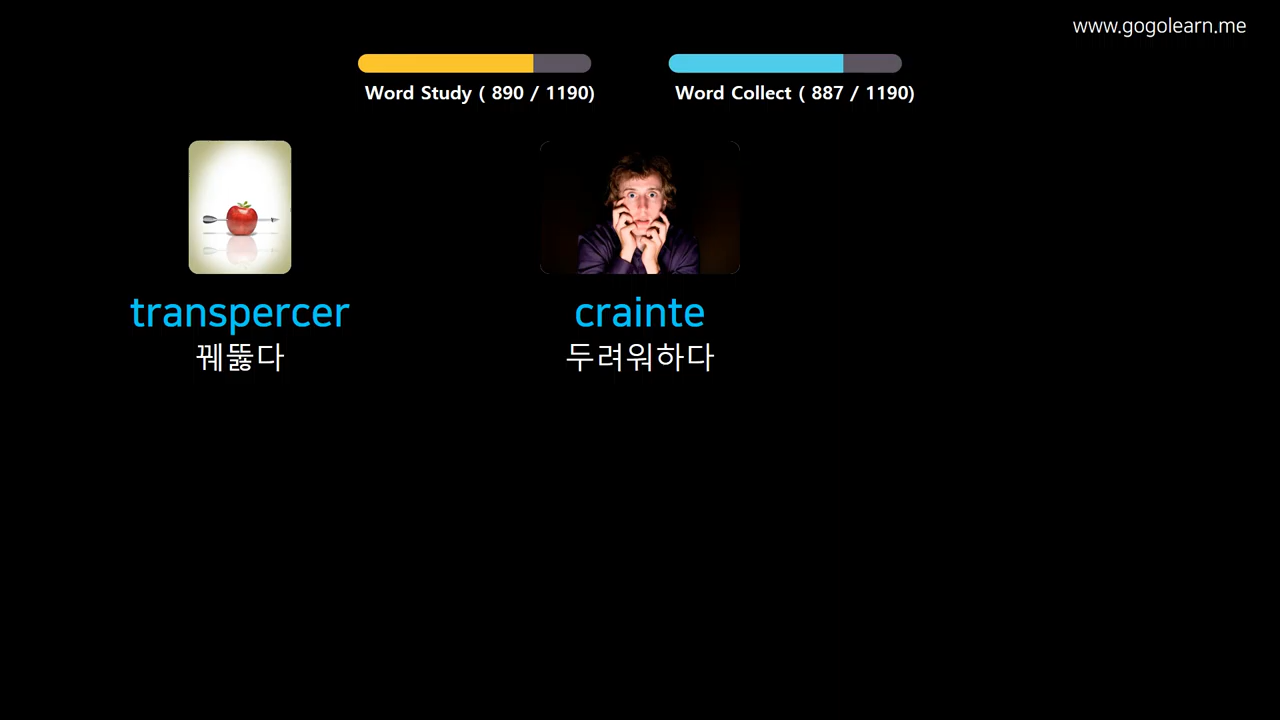 www.gogolearn.me
Word Study ( 890 / 1190)
Word Collect ( 887 / 1190)
transpercer
꿰뚫다
crainte
두려워하다